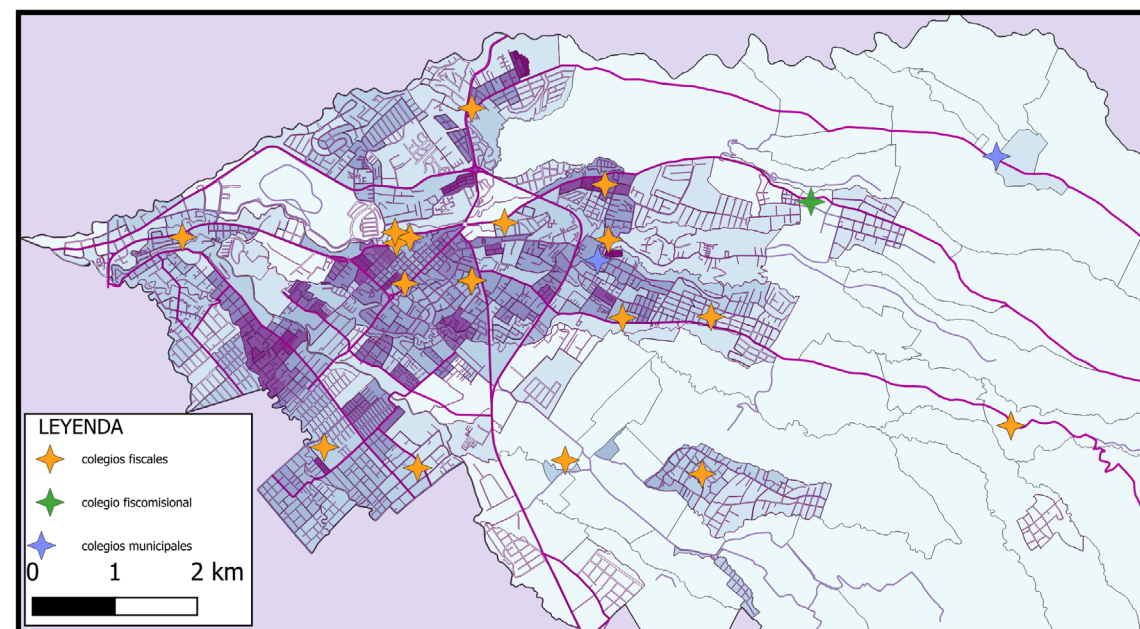 LEYENDA
colegios fiscales
colegio fiscomisional
colegios municipales
0 1 2 km